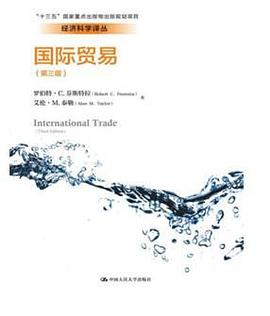 “十三五”国家重点出版物出版规划项目
经济科学译丛
国际贸易
（第三版）
罗伯特·C.芬斯特拉（Robert C. Feenstra）
艾伦·M.泰勒（Alan M. Taylor） 著
International Trade
(Third Edition)
中国人民大学出版社